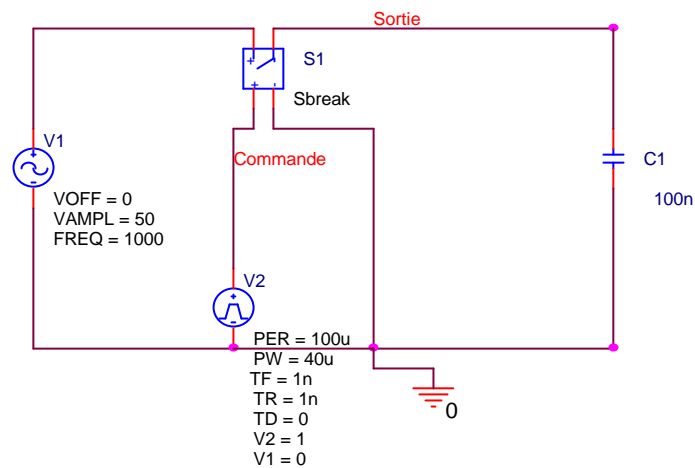 Sortie
S1
Sbreak
V1
VOFF = 0
VAMPL = 50
FREQ = 1000
Commande
C1
100n
V2
PER = 100u
PW = 40u
TF = 1n
TR = 1n
TD = 0
V2 = 1
V1 = 0
0